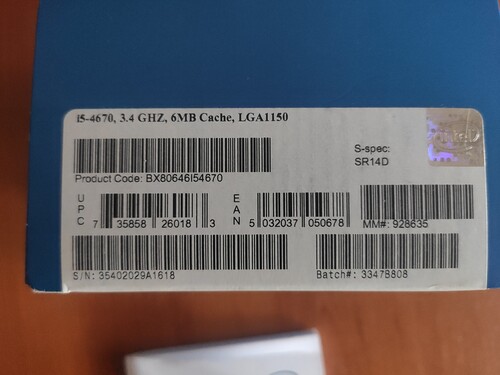 i5-4670, 3.4 GHZ, 6MB Cache, LGA1150
S-spec:
SR14D
Product Code: BX80646I54670
UPC 7 35858 26018 3
EAN 5 032037 050678
MM#: 928635
S/N: 35402029A1618
Batch#: 3347B808